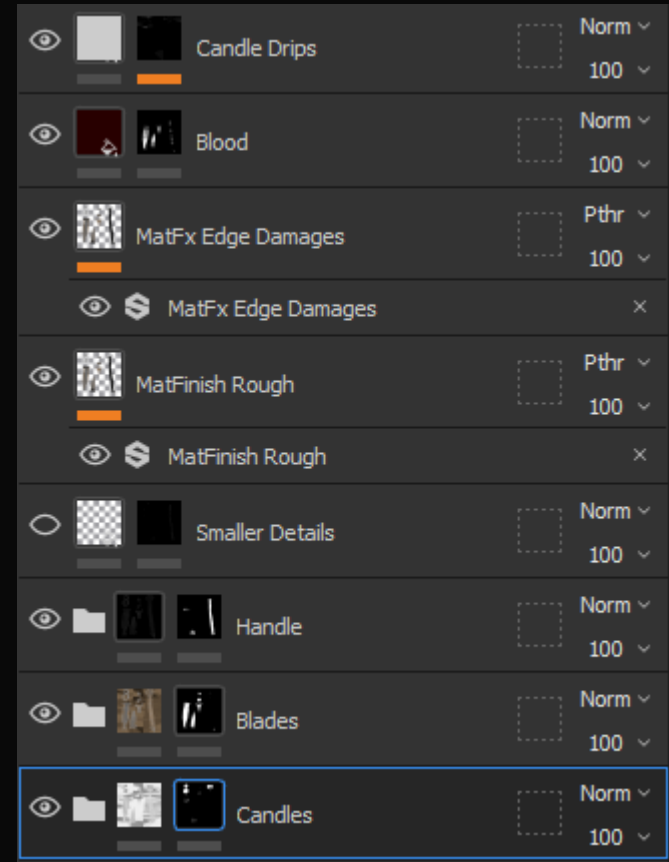 Candle Drips
Norm
100
Blood
Norm
100
MatFx Edge Damages
Pthr
100
MatFx Edge Damages
MatFinish Rough
Pthr
100
MatFinish Rough
Smaller Details
Norm
100
Handle
Norm
100
Blades
Norm
100
Candles
Norm
100